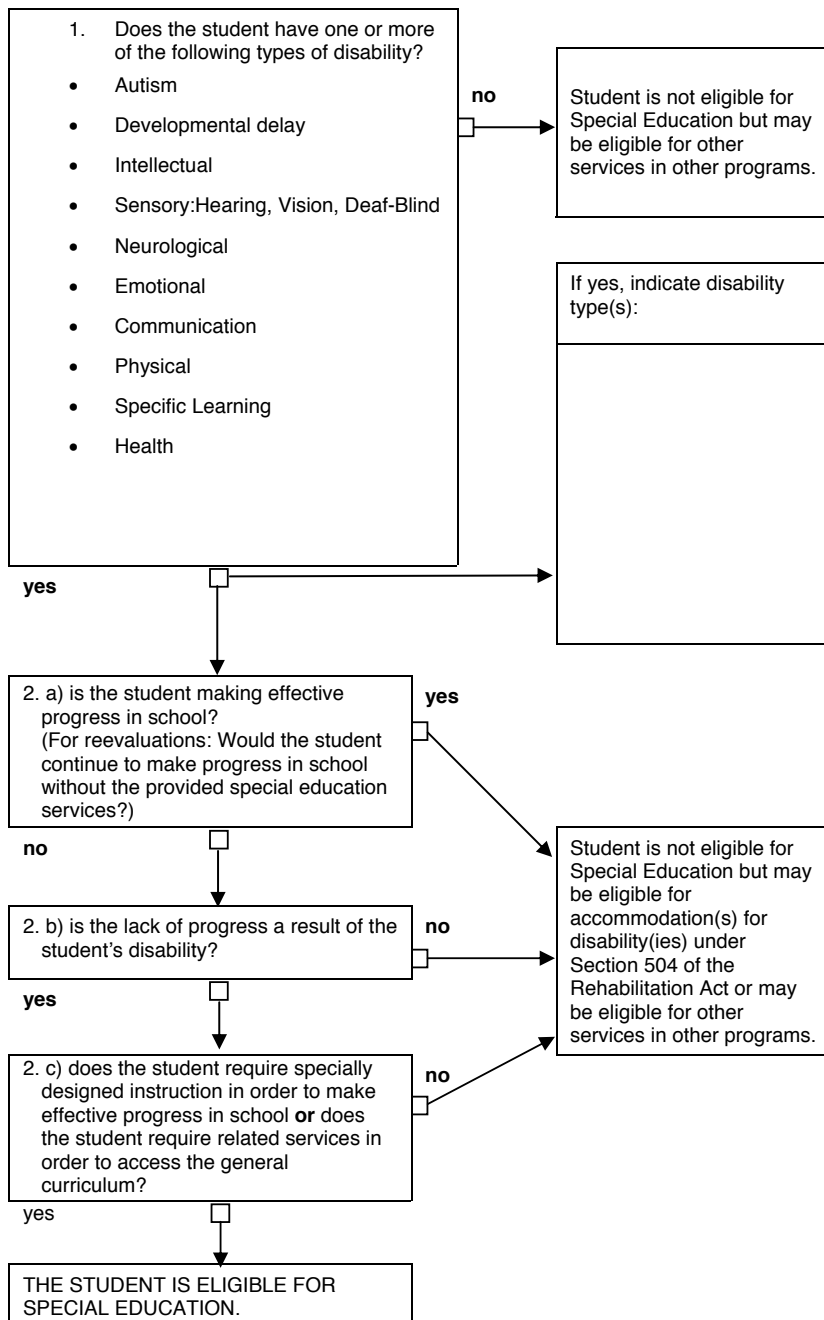 1. Does the student have one or more
of the following types of disability?
• Autism
• Developmental delay
• Intellectual
• Sensory:Hearing, Vision, Deaf-Blind
• Neurological
• Emotional
• Communication
• Physical
• Specific Learning
• Health
no
Student is not eligible for
Special Education but may
be eligible for other
services in other programs.
If yes, indicate disability
type(s):
yes
2. a) is the student making effective
progress in school?
(For reevaluations: Would the student
continue to make progress in school
without the provided special education
services?)
yes
no
2. b) is the lack of progress a result of the
student's disability?
no
Student is not eligible for
Special Education but may
be eligible for
accommodation(s) for
disability(ies) under
Section 504 of the
Rehabilitation Act or may
be eligible for other
services in other programs.
yes
2. c) does the student require specially
designed instruction in order to make
effective progress in school or does
the student require related services in
order to access the general
curriculum?
no
yes
THE STUDENT IS ELIGIBLE FOR
SPECIAL EDUCATION.